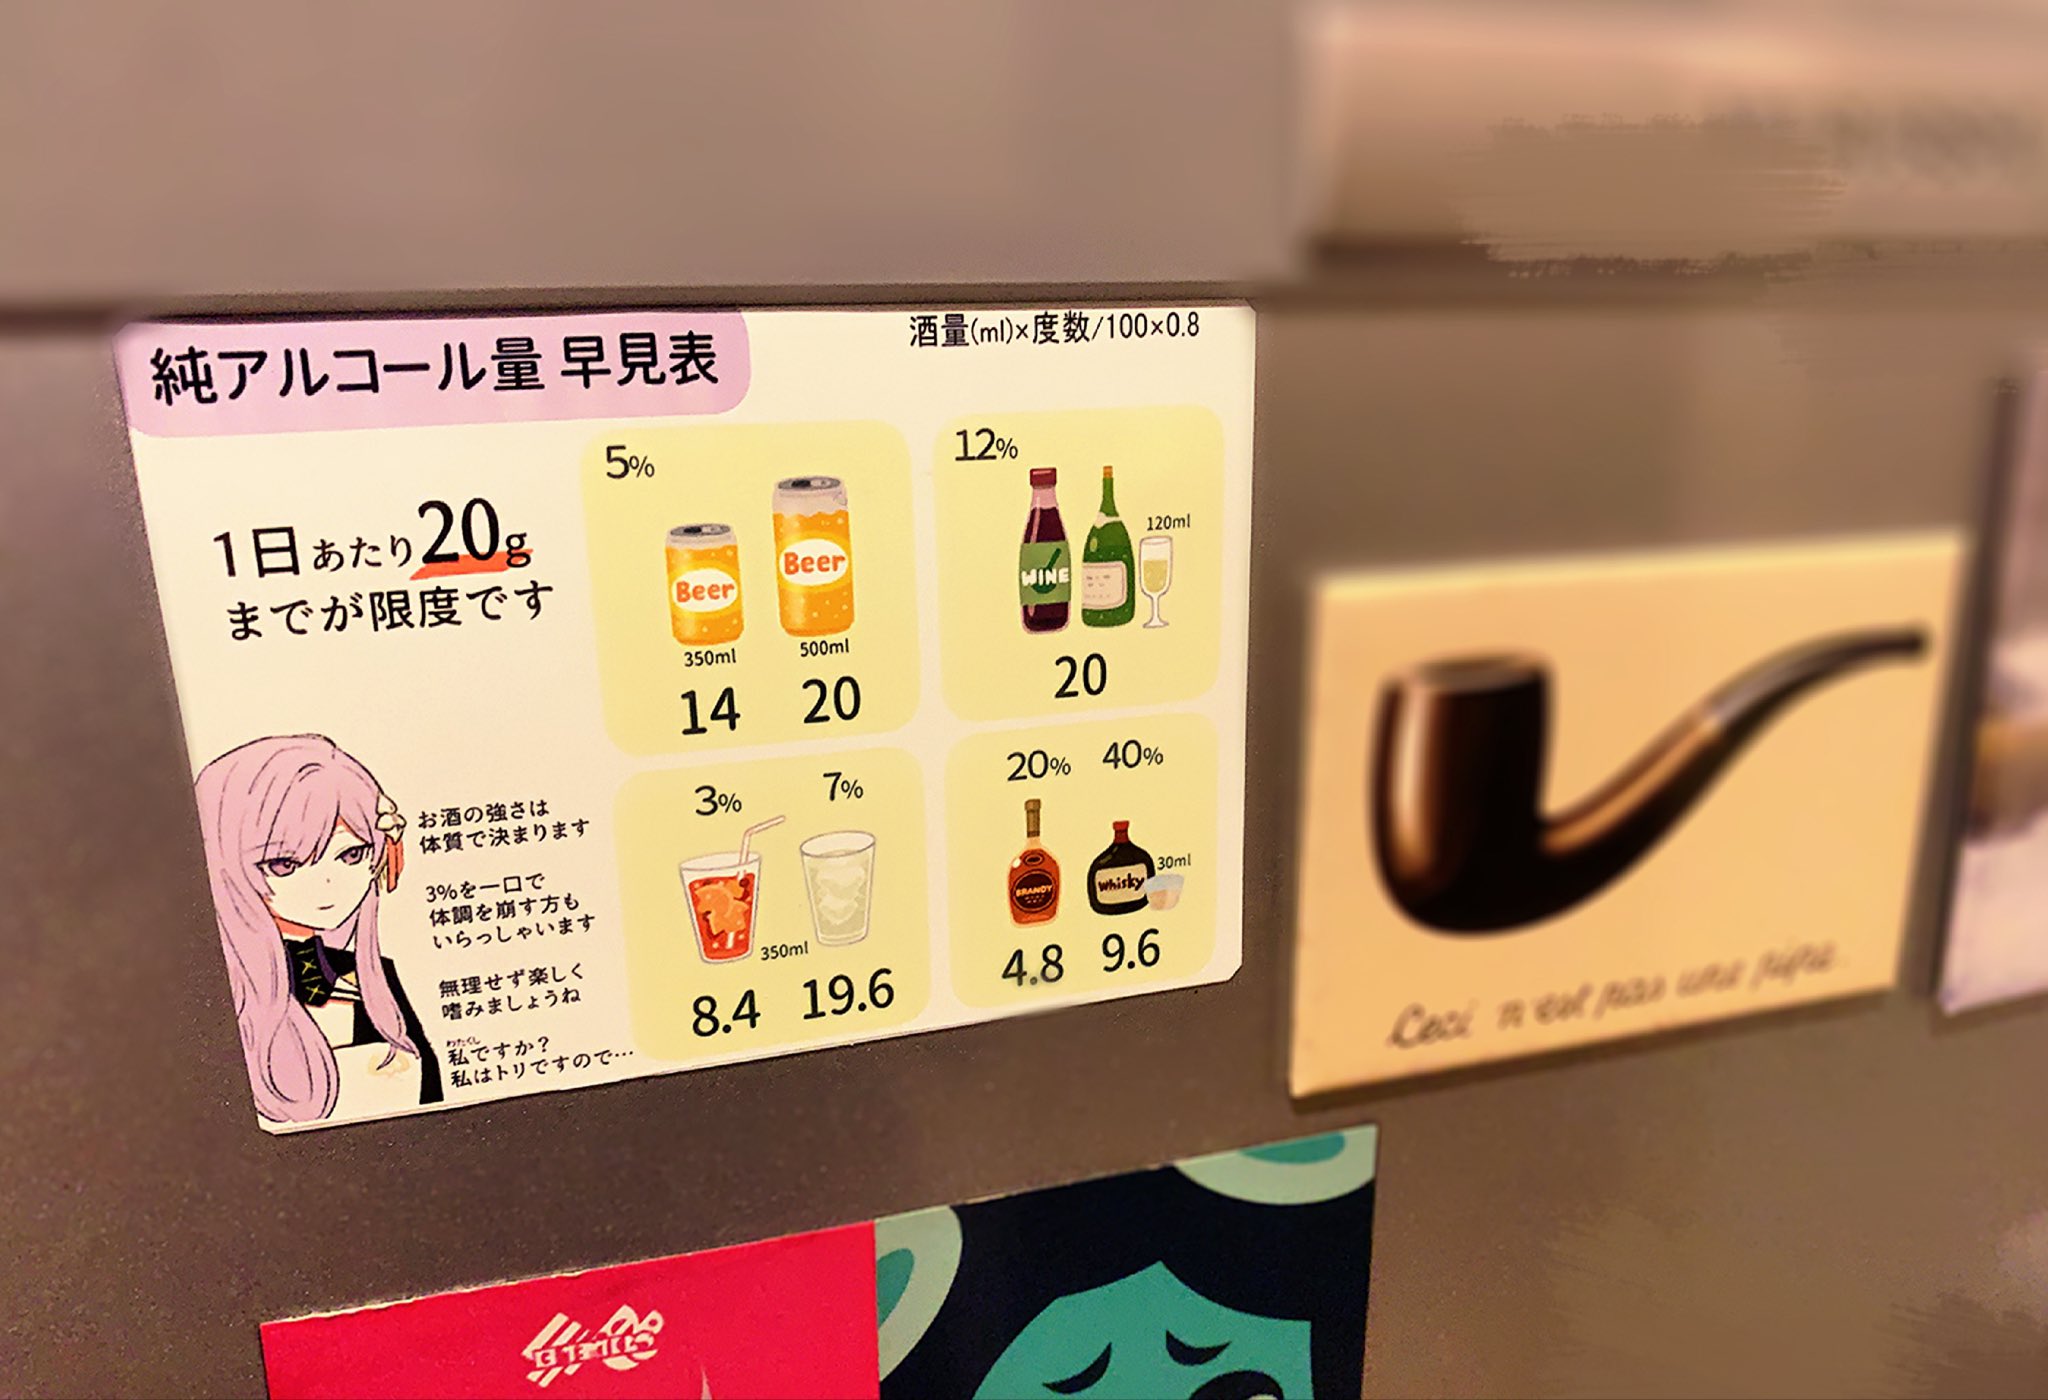 純アルコール量 早見表
酒量(ml)×度数/100×0.8
1日あたり20g
までが限度です
5%
Beer
Beer
350ml
500ml
14
20
12%
WINE
120ml
20
3%
7%
350ml
8.4
19.6
20%
40%
BRANDY
Whisky
30ml
4.8
9.6
お酒の強さは
体質で決まります
3%を一口で
体調を崩す方も
いらっしゃいます
無理せず楽しく
嗜みましょうね
わたくし
私ですか?
私はトリですので…
Ceci n'est pas une pipe.